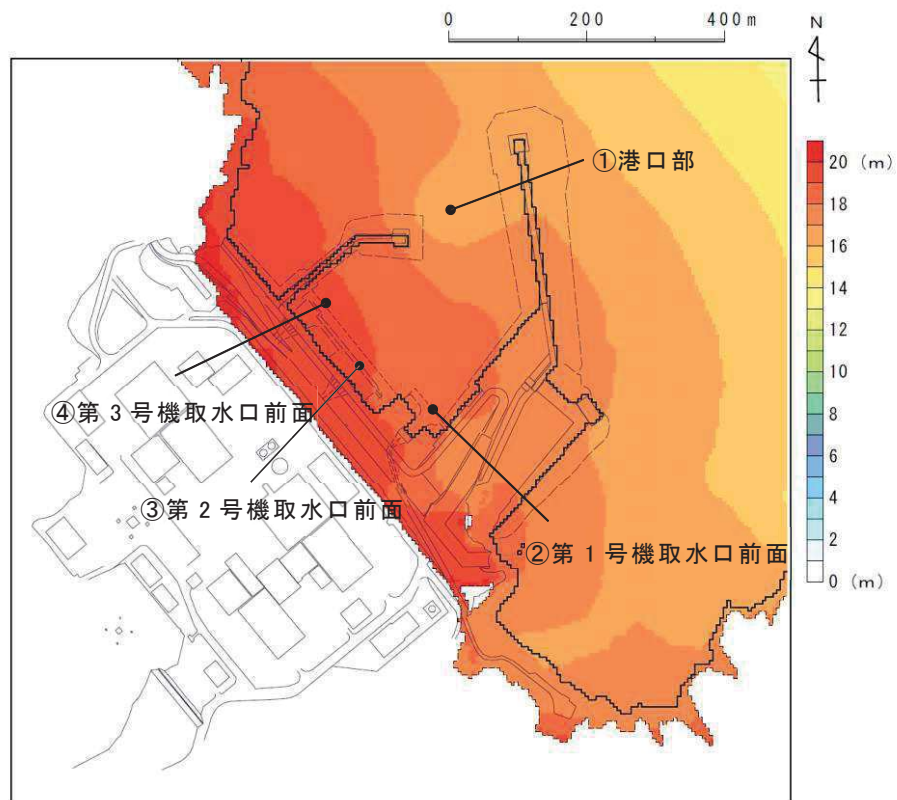 0 200 400m
N
①港口部
④第3号機取水口前面
③第2号機取水口前面
②第1号機取水口前面
20 (m)
18
16
14
12
10
8
6
4
2
0 (m)